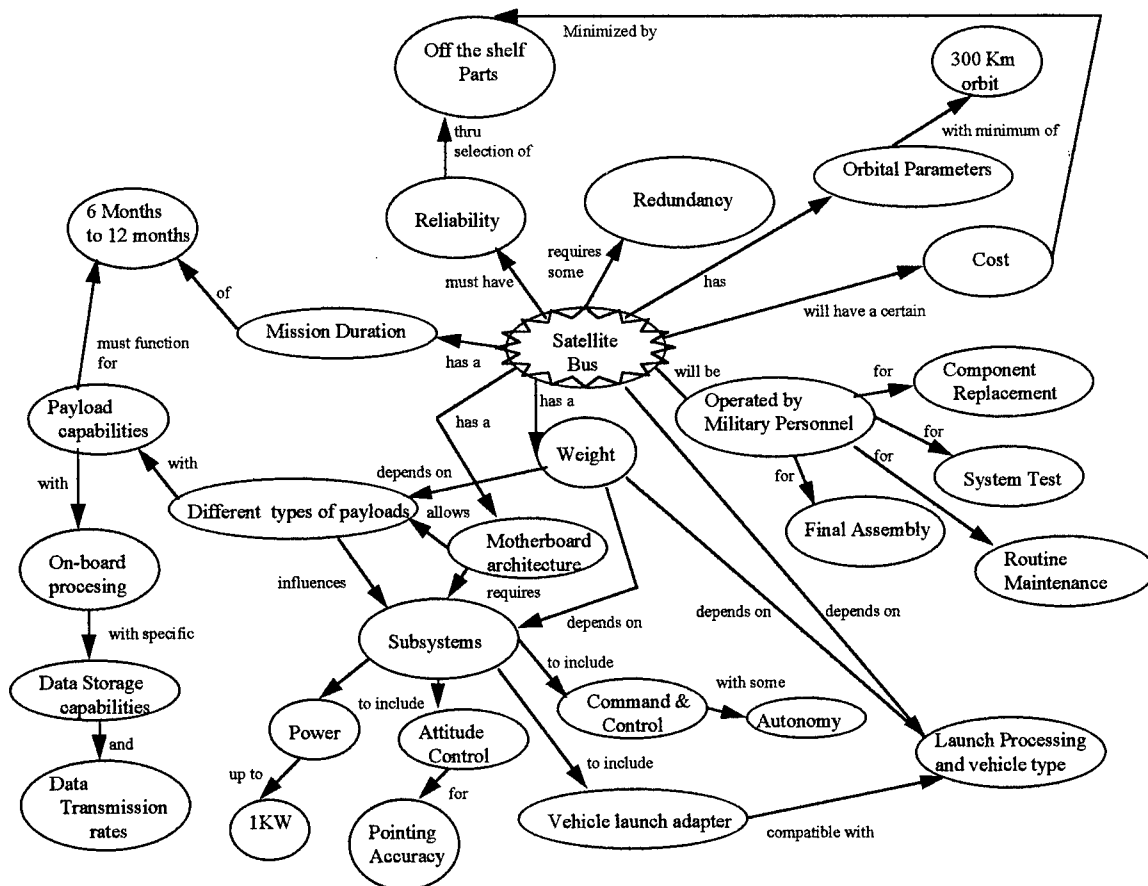 Minimized by
Off the shelf
Parts
300 Km
orbit
thru
selection of
with minimum of
Orbital Parameters
6 Months
to 12 months
Reliability
Redundancy
requires
some
must have
has
Cost
of
Mission Duration
has a
Satellite
Bus
will have a certain
must function
for
will be
for
Component
Replacement
Payload
capabilities
has a
has a
Operated by
Military Personnel
for
with
with
depends on
Weight
for
for
System Test
Different types of payloads
allows
Final Assembly
On-board
procesing
influences
Motherboard
architecture
Routine
Maintenance
requires
depends on
depends on
depends on
with specific
Subsystems
to include
Data Storage
capabilities
to include
Command &
Control
with some
Autonomy
Power
Attitude
Control
and
up to
to include
Launch Processing
and vehicle type
Data
Transmission
rates
for
1KW
Pointing
Accuracy
Vehicle launch adapter
compatible with